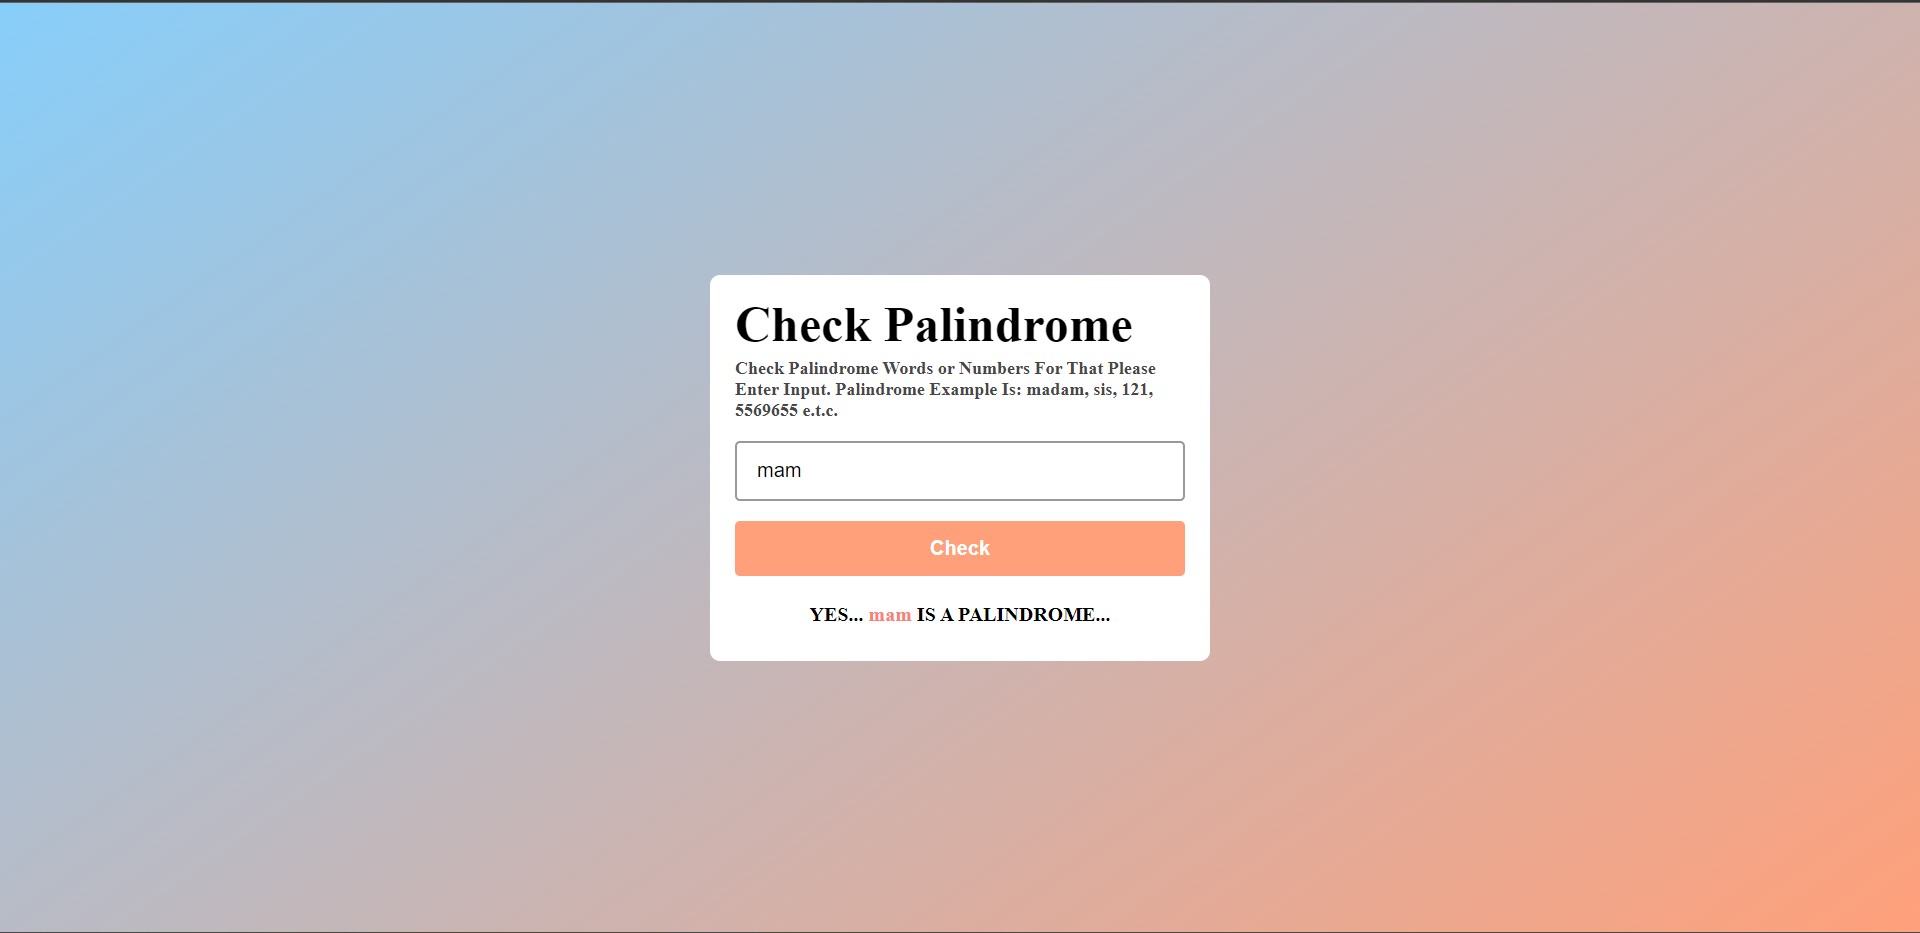 Check Palindrome
Check Palindrome Words or Numbers For That Please
Enter Input. Palindrome Example Is: madam, sis, 121,
5569655 e.t.c.
mam
Check
YES... mam IS A PALINDROME...